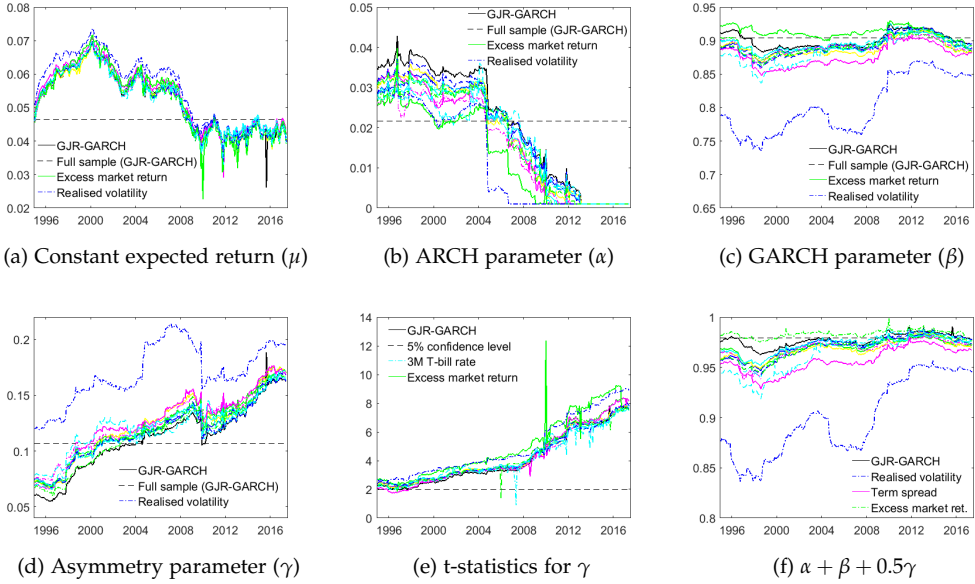 0.08
0.07
0.06
0.05
0.04
0.03
0.02
GJR-GARCH
Full sample (GJR-GARCH)
Excess market return
Realised volatility
1996 2000 2004 2008 2012 2016
(a) Constant expected return (μ)
0.05
0.04
0.03
0.02
0.01
0
GJR-GARCH
Full sample (GJR-GARCH)
Excess market return
Realised volatility
1996 2000 2004 2008 2012 2016
(b) ARCH parameter (α)
0.95
0.9
0.85
0.8
0.75
0.7
0.65
GJR-GARCH
Full sample (GJR-GARCH)
Excess market return
Realised volatility
1996 2000 2004 2008 2012 2016
(c) GARCH parameter (β)
0.2
0.15
0.1
0.05
GJR-GARCH
Full sample (GJR-GARCH)
Realised volatility
1996 2000 2004 2008 2012 2016
(d) Asymmetry parameter (γ)
14
12
10
8
6
4
2
0
GJR-GARCH
5% confidence level
3M T-bill rate
Excess market return
1996 2000 2004 2008 2012 2016
(e) t-statistics for γ
1
0.95
0.9
0.85
0.8
GJR-GARCH
Realised volatility
Term spread
Excess market ret.
1996 2000 2004 2008 2012 2016
(f) α + β + 0.5γ